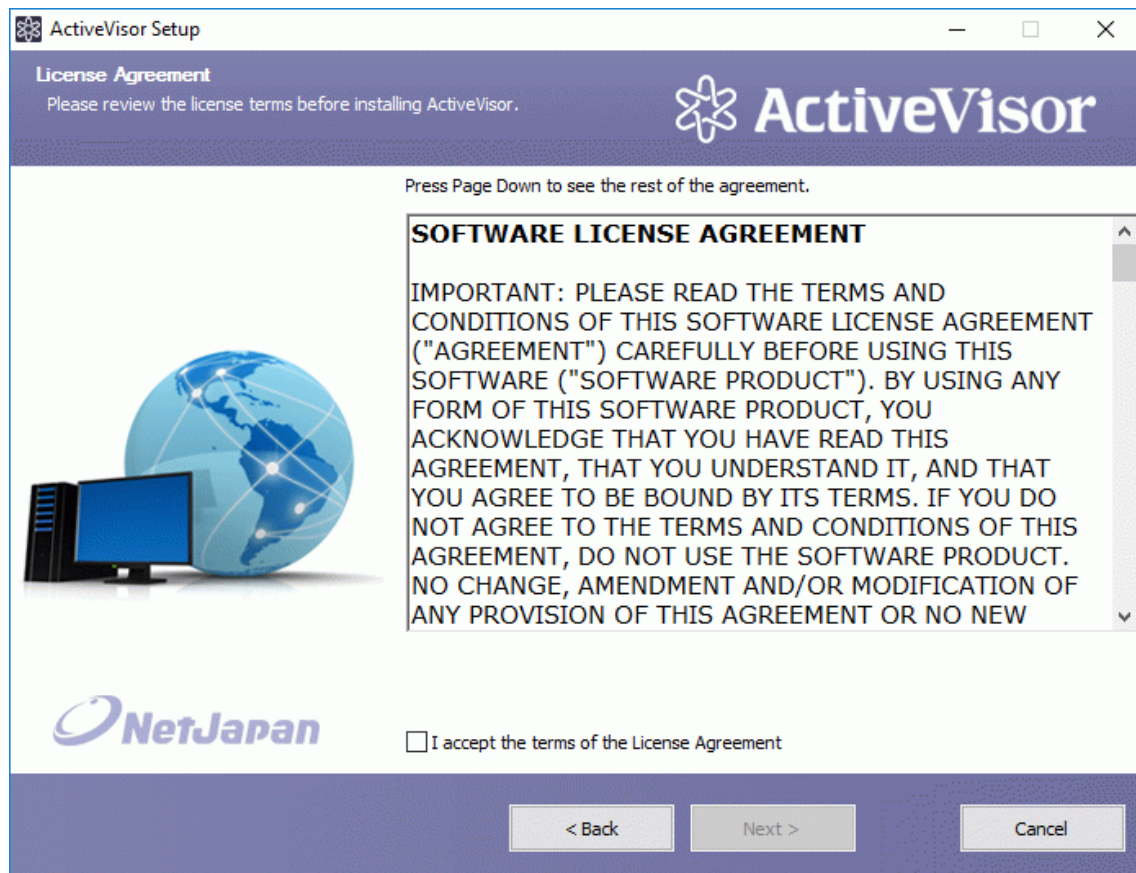 ActiveVisor Setup
License Agreement
Please review the license terms before installing ActiveVisor.
ActiveVisor
Press Page Down to see the rest of the agreement.
SOFTWARE LICENSE AGREEMENT
IMPORTANT: PLEASE READ THE TERMS AND
CONDITIONS OF THIS SOFTWARE LICENSE AGREEMENT
("AGREEMENT") CAREFULLY BEFORE USING THIS
SOFTWARE ("SOFTWARE PRODUCT"). BY USING ANY
FORM OF THIS SOFTWARE PRODUCT, YOU
ACKNOWLEDGE THAT YOU HAVE READ THIS
AGREEMENT, THAT YOU UNDERSTAND IT, AND THAT
YOU AGREE TO BE BOUND BY ITS TERMS. IF YOU DO
NOT AGREE TO THE TERMS AND CONDITIONS OF THIS
AGREEMENT, DO NOT USE THE SOFTWARE PRODUCT.
NO CHANGE, AMENDMENT AND/OR MODIFICATION OF
ANY PROVISION OF THIS AGREEMENT OR NO NEW
NetJapan
I accept the terms of the License Agreement
< Back
Next >
Cancel